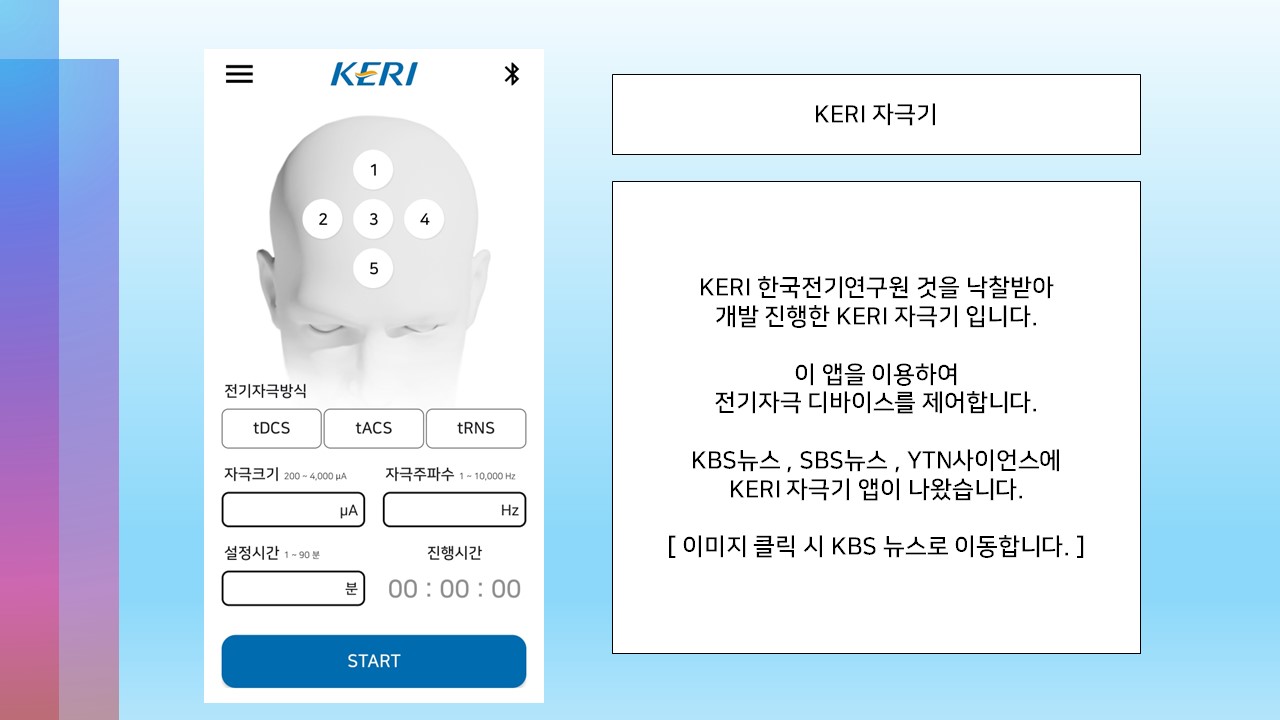 KERI
1
2 3 4
5
전기자극방식
tDCS tACS tRNS
자극크기 200 ~ 4,000 μA 자극주파수 1 ~ 10,000 Hz
μA Hz
설정시간 1 ~ 90 분 진행시간
분 00 : 00 : 00
START
KERI 자극기
KERI 한국전기연구원 것을 낙찰받아
개발 진행한 KERI 자극기 입니다.
이 앱을 이용하여
전기자극 디바이스를 제어합니다.
KBS뉴스 , SBS뉴스 , YTN사이언스에
KERI 자극기 앱이 나왔습니다.
[ 이미지 클릭 시 KBS 뉴스로 이동합니다. ]